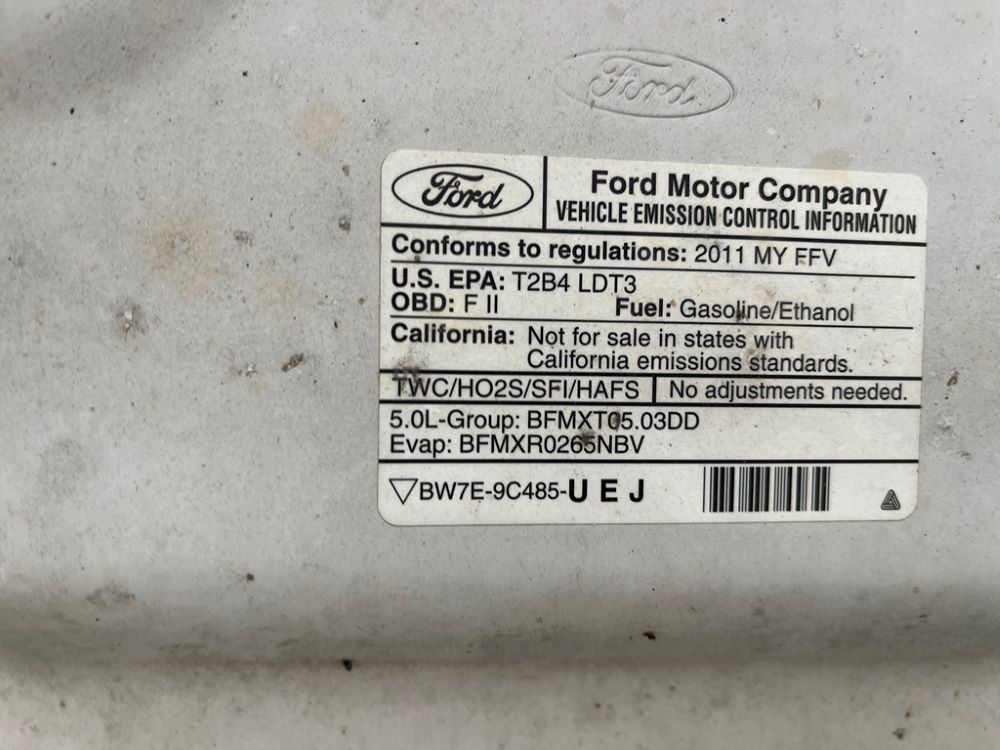 Ford
Ford
Ford Motor Company
VEHICLE EMISSION CONTROL INFORMATION
Conforms to regulations: 2011 MY FFV
U.S. EPA: T2B4 LDT3
OBD: F II Fuel: Gasoline/Ethanol
California: Not for sale in states with
California emissions standards.
TWC/HO2S/SFI/HAFS No adjustments needed.
5.0L-Group: BFMXT05.03DD
Evap: BFMXR0265NBV
▽BW7E-9C485-U E J